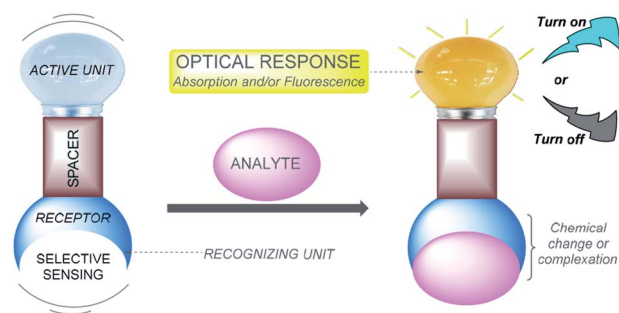 ACTIVE UNIT
SPACER
RECEPTOR
SELECTIVE
SENSING
OPTICAL RESPONSE
Absorption and/or Fluorescence
ANALYTE
RECOGNIZING UNIT
Turn on
or
Turn off
Chemical
change or
complexation